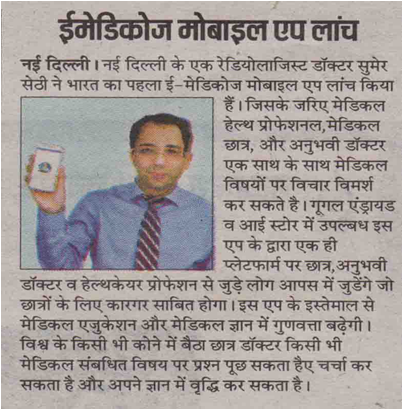 ईमेडिकोज मोबाइल एप लांच
नई दिल्ली। नई दिल्ली के एक रेडियोलाजिस्ट डॉक्टर सुमेर
सेठी ने भारत का पहला ई-मेडिकोज मोबाइल एप लांच किया
हैं। जिसके जरिए मेडिकल
हेल्थ प्रोफेशनल,मेडिकल
छात्र, और अनुभवी डॉक्टर
एक साथ के साथ मेडिकल
विषयों पर विचार विमर्श
कर सकते है। गूगल एंड्रायड
व आई स्टोर में उपलब्ध इस
एप के द्वारा एक ही
प्लेटफार्म पर छात्र,अनुभवी
डॉक्टर व हेल्थकेयर प्रोफेशन से जुड़े लोग आपस में जुडेंगे जो
छात्रों के लिए कारगर साबित होगा। इस एप के इस्तेमाल से
मेडिकल एजुकेशन और मेडिकल ज्ञान में गुणवत्ता बढ़ेगी।
विश्व के किसी भी कोने में बैठा छात्र डॉक्टर किसी भी
मेडिकल संबधित विषय पर प्रश्न पूछ सकता हैए चर्चा कर
सकता है और अपने ज्ञान में वृद्धि कर सकता है।